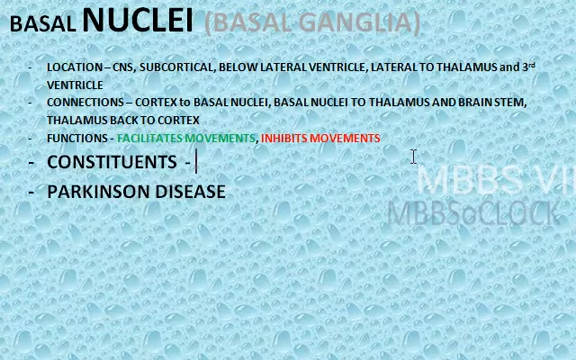 BASAL NUCLEI (BASAL GANGLIA)
- LOCATION – CNS, SUBCORTICAL, BELOW LATERAL VENTRICLE, LATERAL TO THALAMUS and 3rd
VENTRICLE
- CONNECTIONS – CORTEX to BASAL NUCLEI, BASAL NUCLEI TO THALAMUS AND BRAIN STEM,
THALAMUS BACK TO CORTEX
- FUNCTIONS - FACILITATES MOVEMENTS, INHIBITS MOVEMENTS
- CONSTITUENTS -
- PARKINSON DISEASE
MBBS VI
MBBSoCLOCK